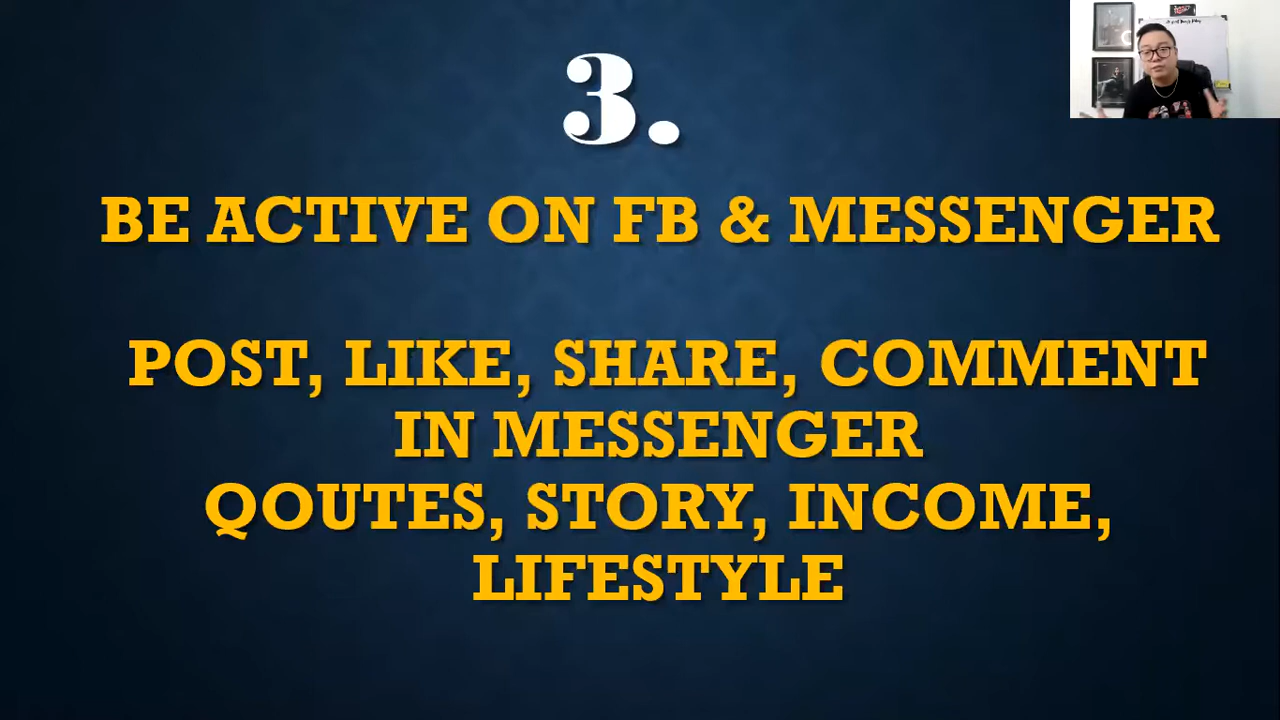 3.
BE ACTIVE ON FB & MESSENGER
POST, LIKE, SHARE, COMMENT
IN MESSENGER
QOUTES, STORY, INCOME,
LIFESTYLE